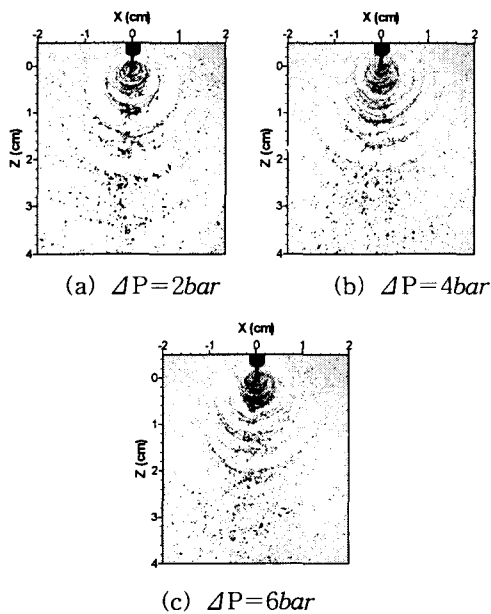 X (cm)
-2 -1 0 1 2
0
1
2
3
4
Z (cm)
X (cm)
-2 -1 0 1 2
0
1
2
3
4
Z (cm)
(a) ΔP=2bar
(b) ΔP=4bar
X (cm)
-2 -1 0 1 2
0
1
2
3
4
Z (cm)
(c) ΔP=6bar